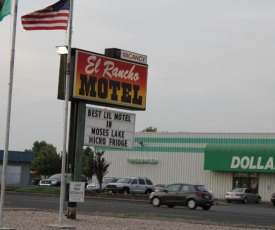 VACANCY
El Rancho
MOTEL
BEST LIL MOTEL
IN
MOSES LAKE
MICRO FRIDGE
DOLLA